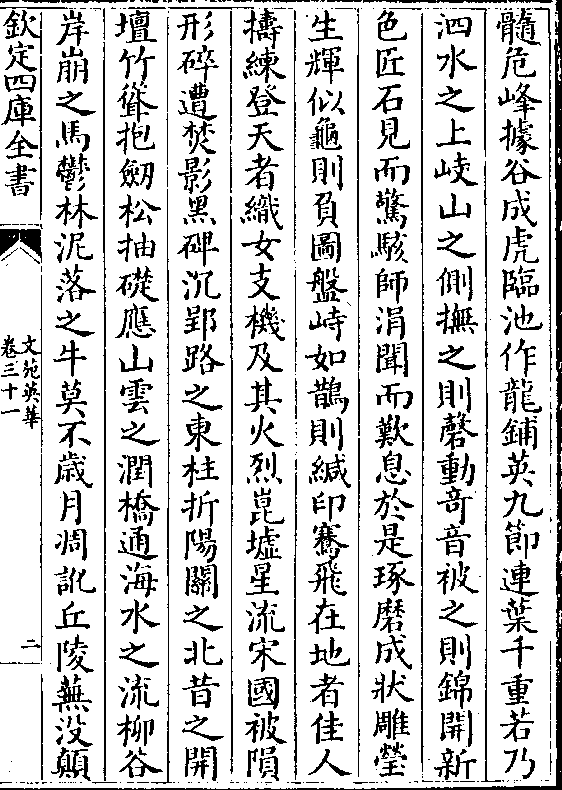 髓危峰據谷成虎臨池作龍鋪英九節連葉千重若乃
泗水之上岐山之側撫之則磬動竒音被之則錦開新
色匠石見而驚駭師涓聞而歎息於是琢磨成狀雕瑩
生輝似龜則負圖盤峙如鵲則緘印騫飛在地者佳人
擣練登天者織女支機及其火烈崑墟星流宋國被隕
形碎遭焚影黑碑沉郢路之東柱折陽關之北昔之開
壇竹聳抱劒松抽礎應山雲之潤橋通海水之流柳谷
岸崩之馬鬱林泥落之牛莫不歲月凋訛丘陵蕪没顛
欽定四庫全書
文苑英華
卷三十一
二